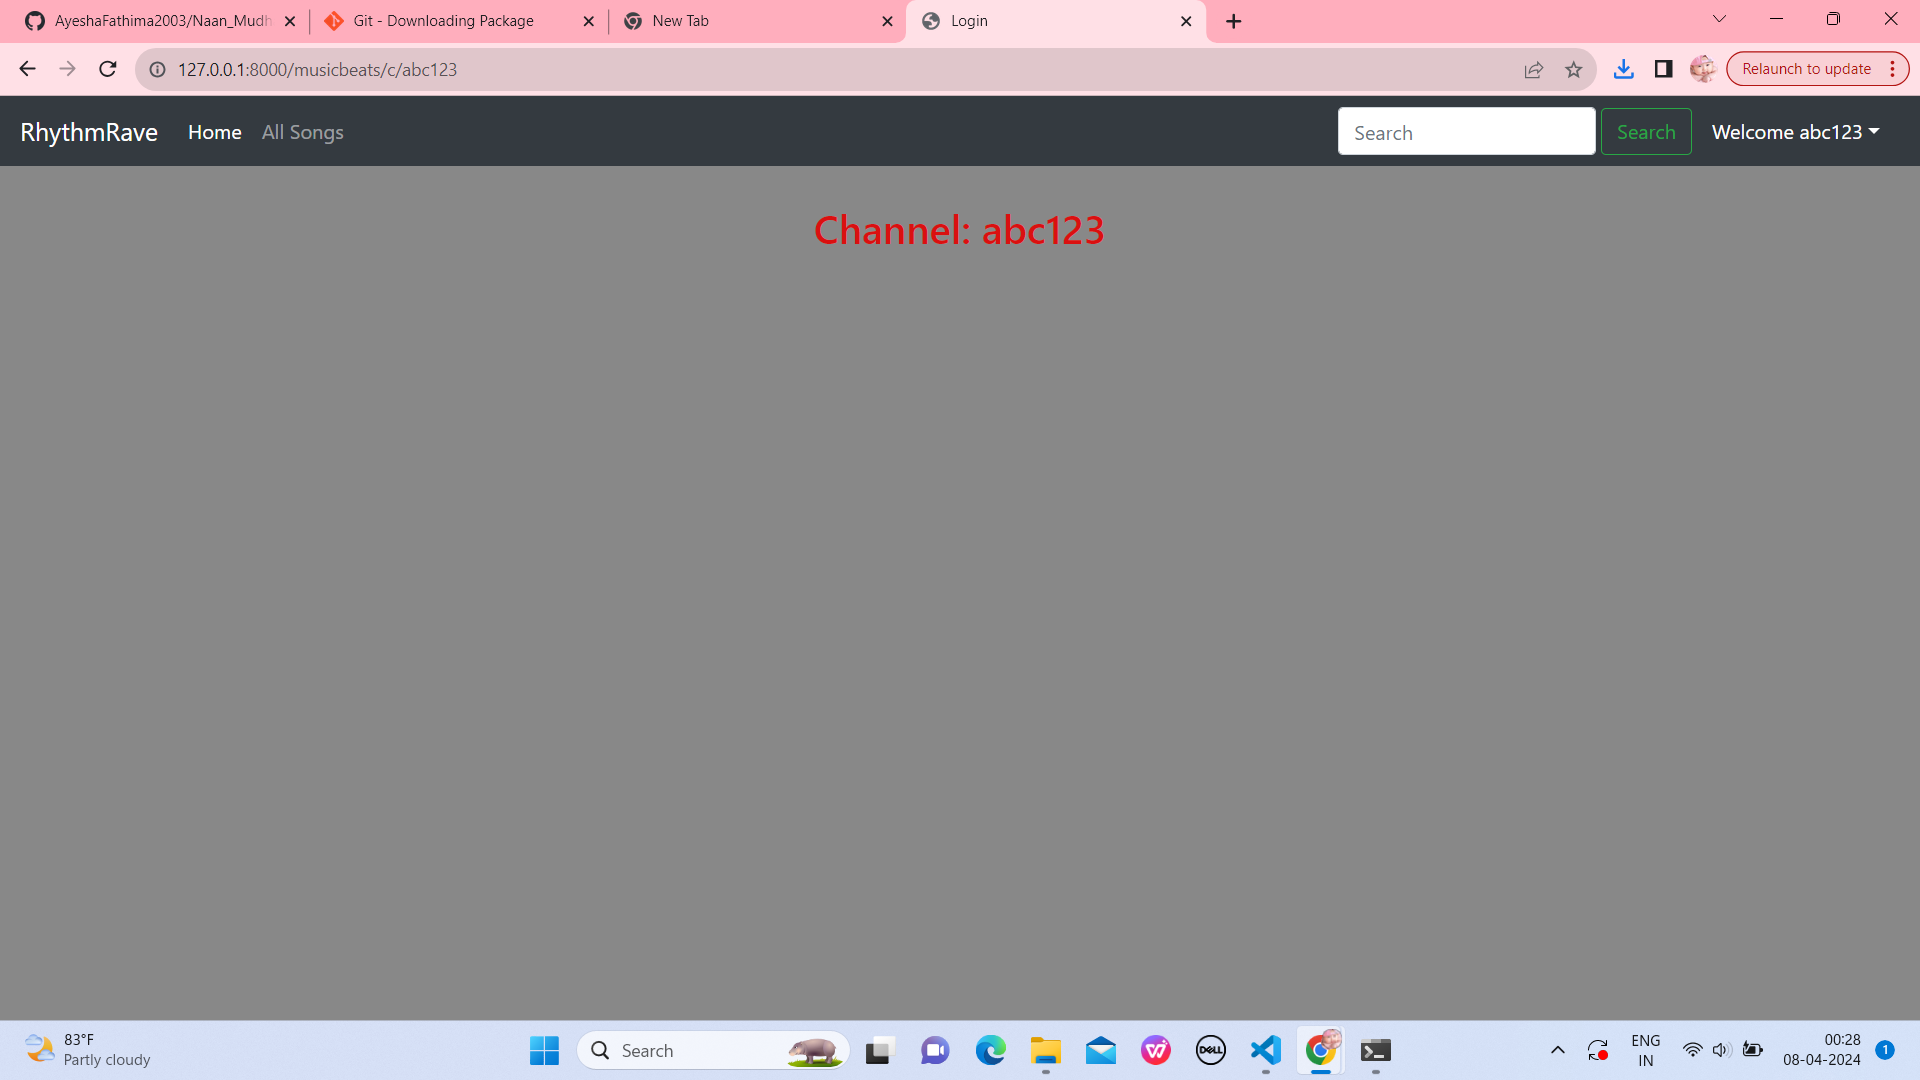 AyeshaFathima2003/Naan_Mudh
Git - Downloading Package
New Tab
Login
127.0.0.1:8000/musicbeats/c/abc123
Relaunch to update
RhythmRave Home All Songs
Search
Search
Welcome abc123
Channel: abc123
83°F
Partly cloudy
Search
DELL
ENG
IN
00:28
08-04-2024
1